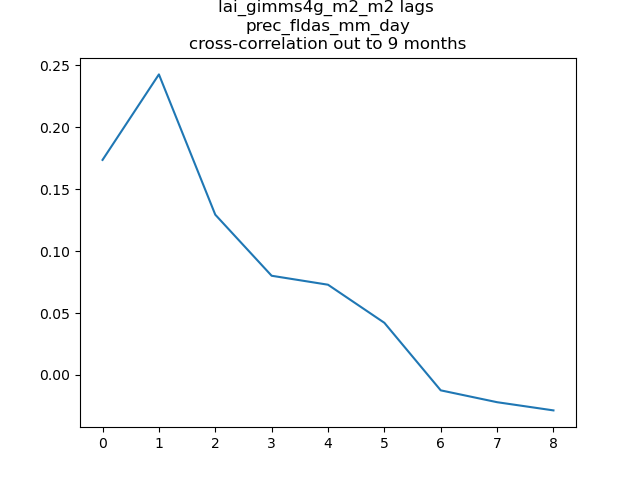 lai_gimms4g_m2_m2 lags
prec_fldas_mm_day
cross-correlation out to 9 months
0.25
0.20
0.15
0.10
0.05
0.00
0 1 2 3 4 5 6 7 8